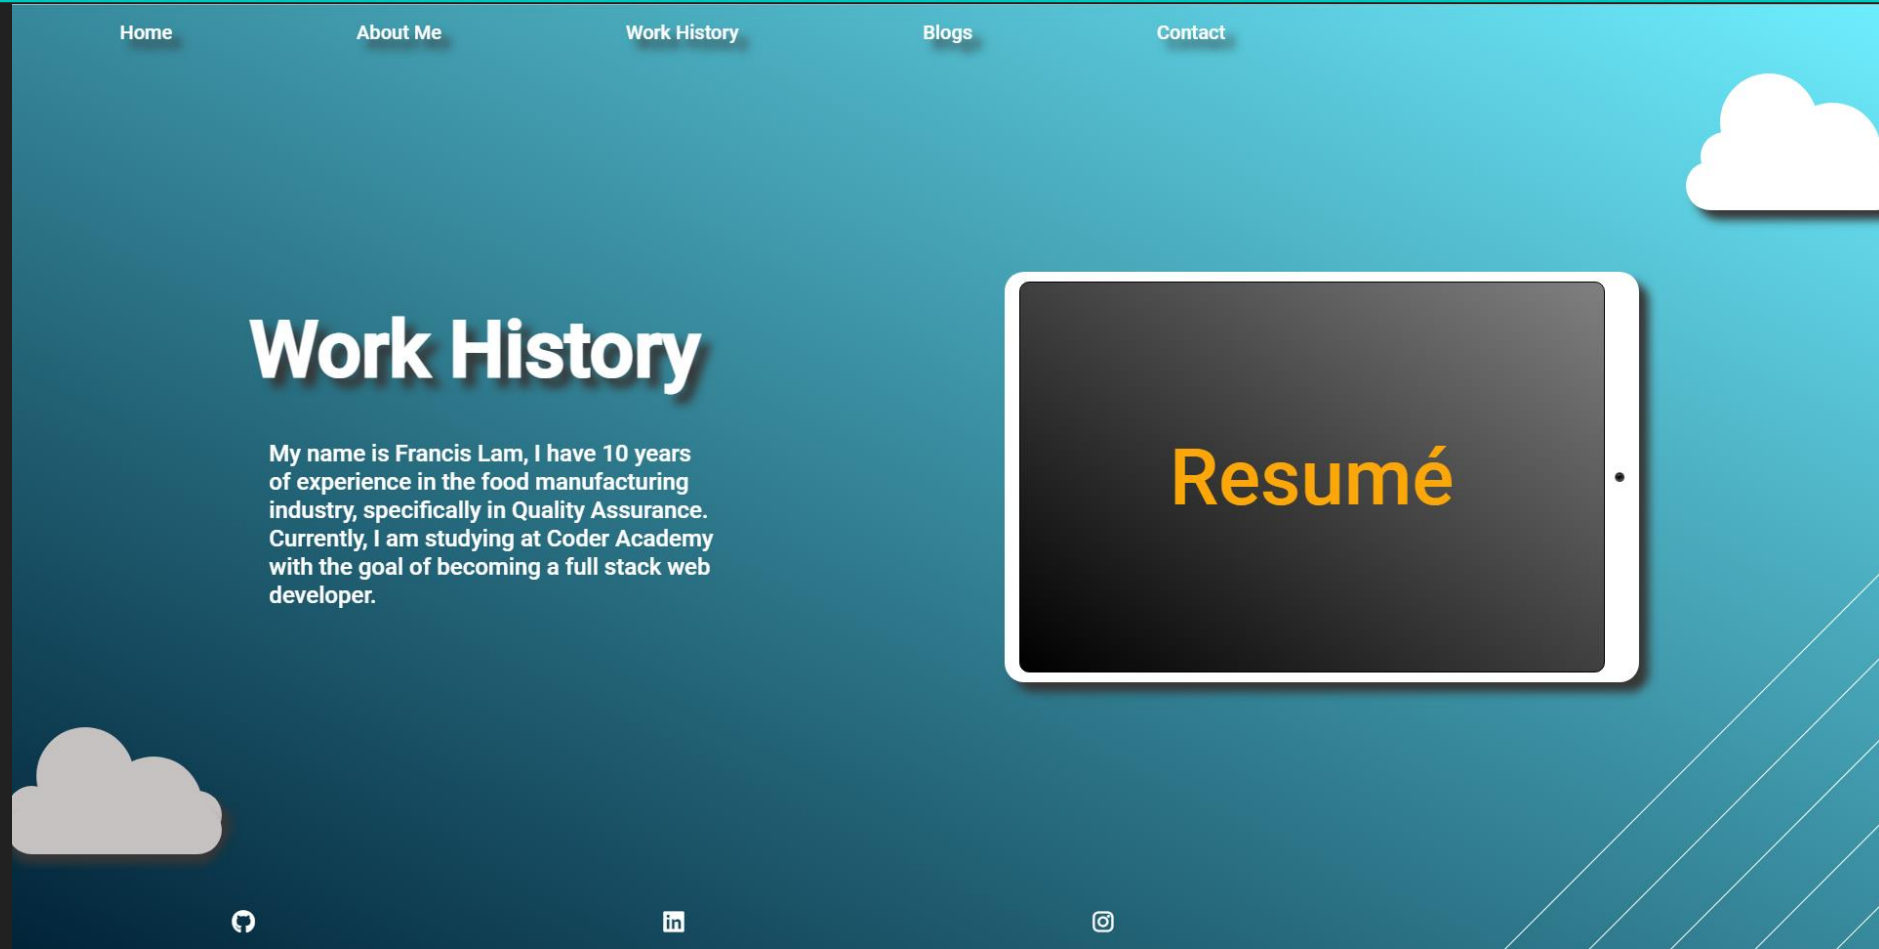 Home About Me Work History Blogs Contact
Work History
My name is Francis Lam, I have 10 years
of experience in the food manufacturing
industry, specifically in Quality Assurance.
Currently, I am studying at Coder Academy
with the goal of becoming a full stack web
developer.
Resumé
in